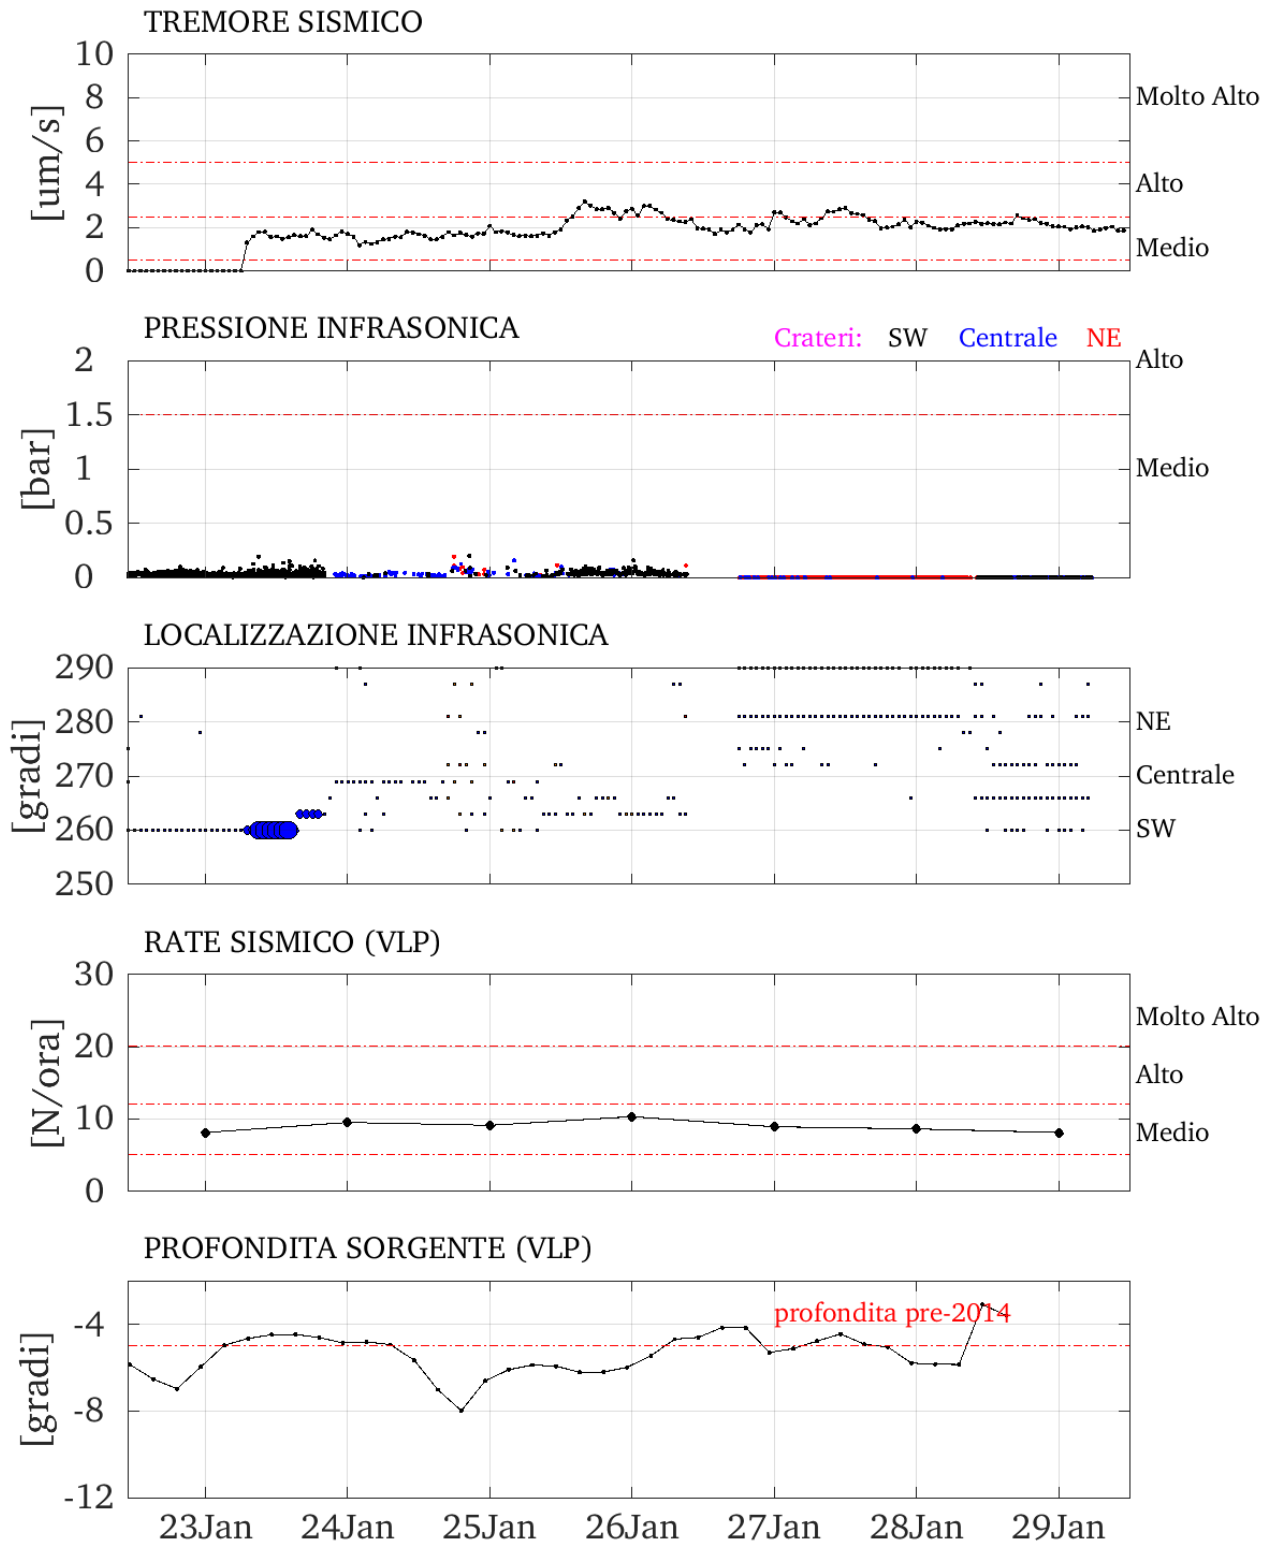 TREMORE SISMICO
10
8
6
4
2
0
[um/s]
Molto Alto
Alto
Medio
PRESSIONE INFRASONICA
Crateri: SW Centrale NE
2
1.5
1
0.5
0
[bar]
Alto
Medio
LOCALIZZAZIONE INFRASONICA
290
280
270
260
250
[gradi]
NE
Centrale
SW
RATE SISMICO (VLP)
30
20
10
0
[N/ora]
Molto Alto
Alto
Medio
PROFONDITA SORGENTE (VLP)
profondita pre-2014
-4
-8
-12
[gradi]
23Jan 24Jan 25Jan 26Jan 27Jan 28Jan 29Jan